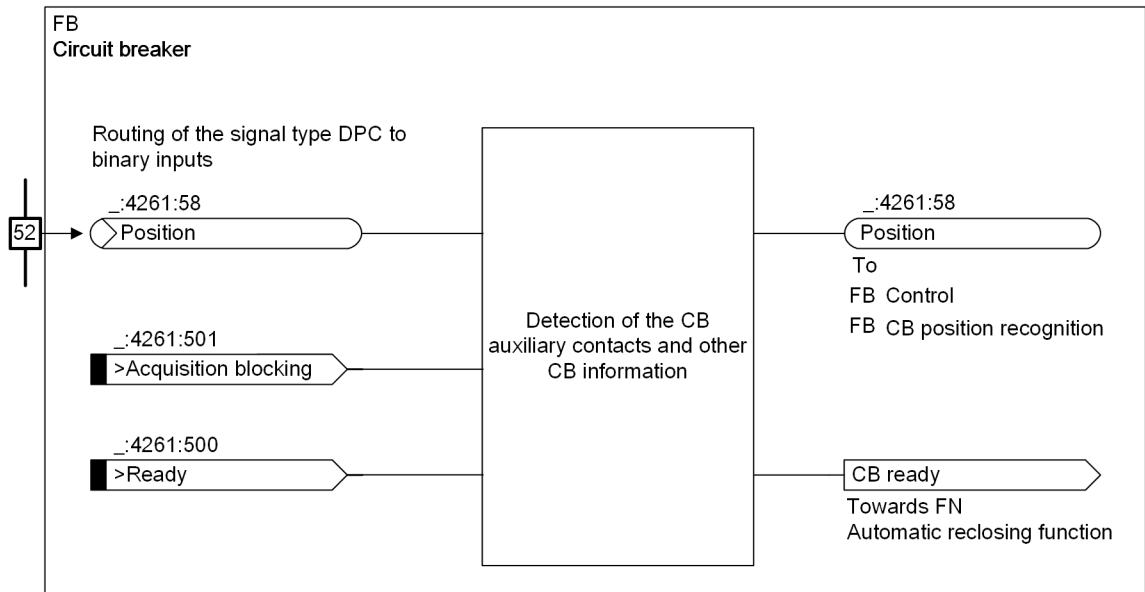 FB
Circuit breaker
Routing of the signal type DPC to
binary inputs
_:4261:58
52
Position
_:4261:501
>Acquisition blocking
_:4261:500
>Ready
Detection of the CB
auxiliary contacts and other
CB information
_:4261:58
Position
To
FB Control
FB CB position recognition
CB ready
Towards FN
Automatic reclosing function